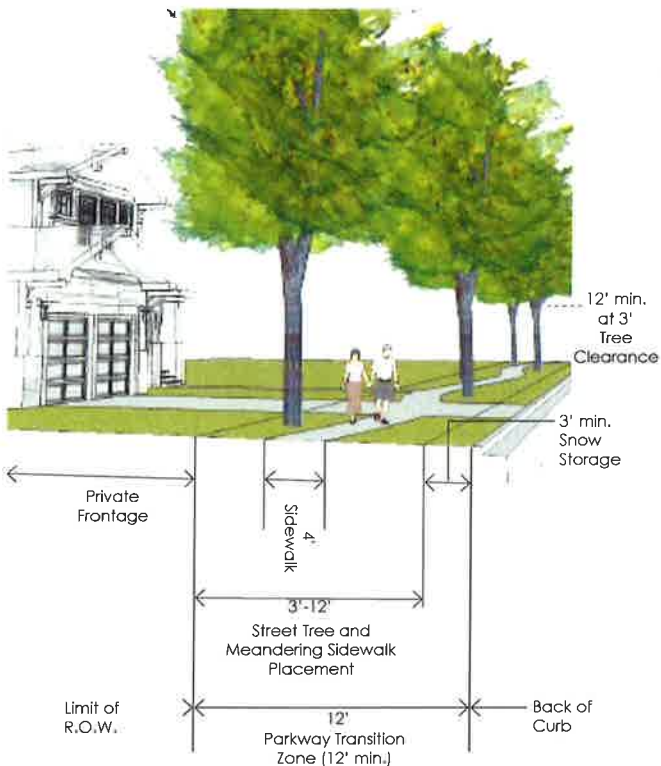 12' min.
at 3'
Tree
Clearance
3' min.
Snow
Storage
Private
Frontage
4'
Sidewalk
3'-12'
Street Tree and
Meandering Sidewalk
Placement
Limit of
R.O.W.
12'
Parkway Transition
Zone (12' min.)
Back of
Curb